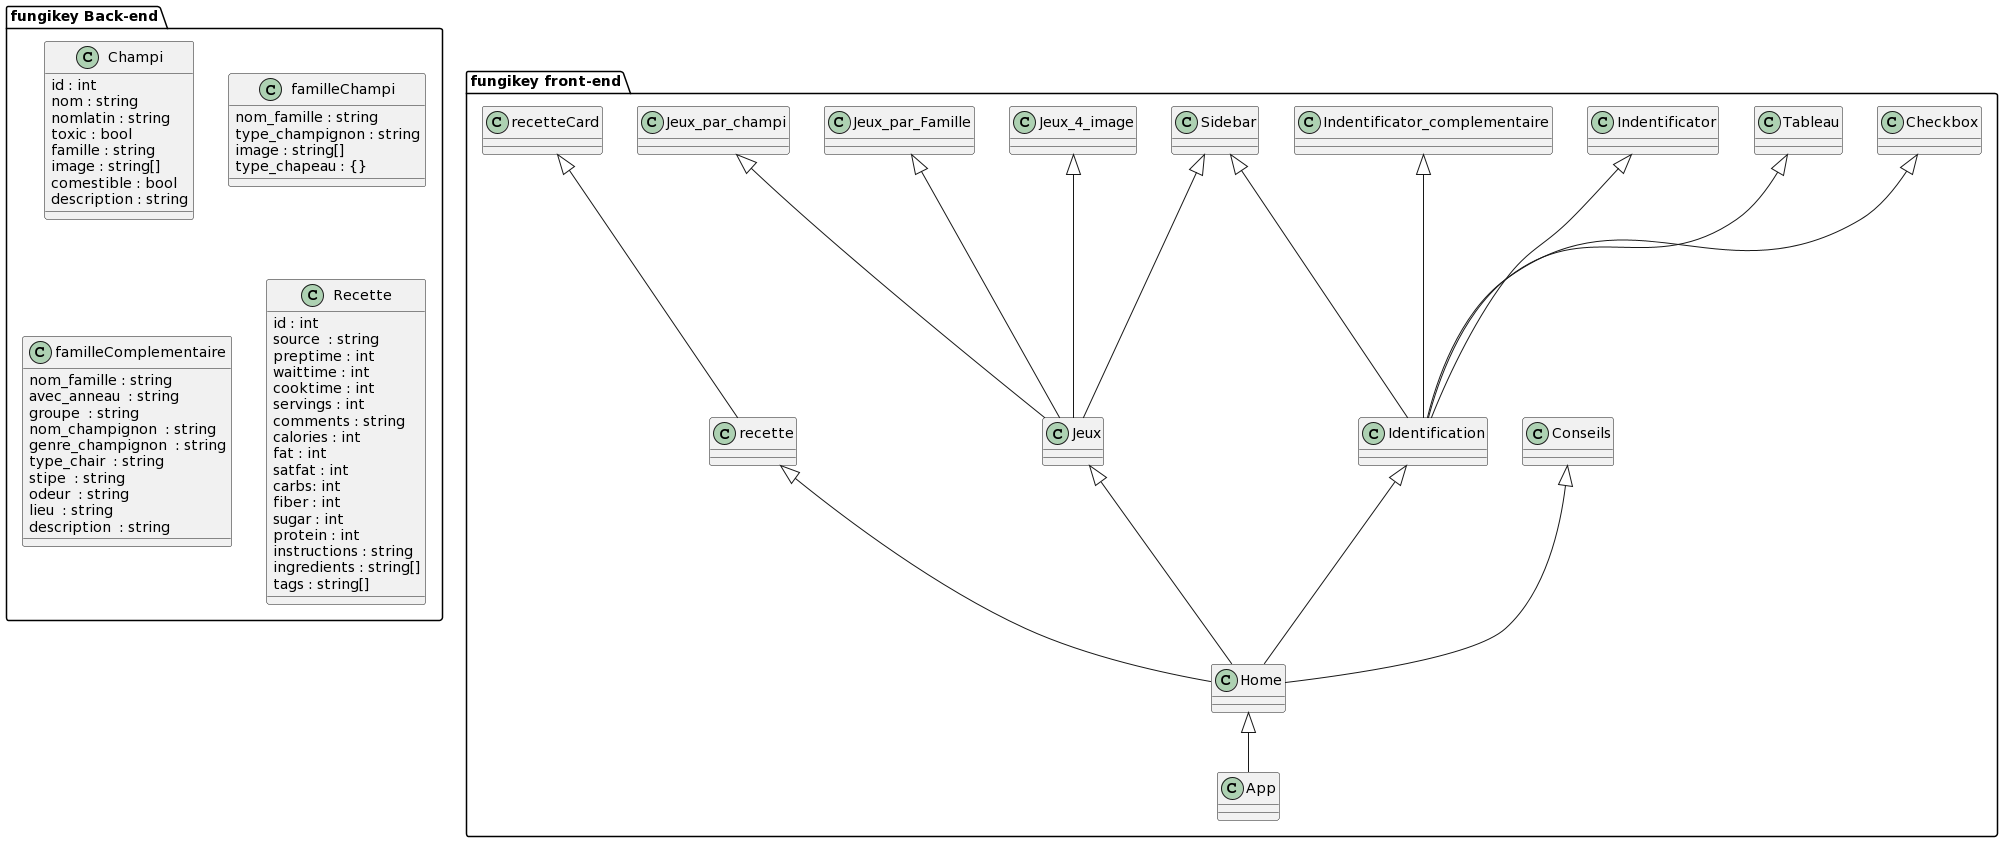 fungikey Back-end
C Champi
id : int
nom : string
nomlatin : string
toxic : bool
famille : string
image : string[]
comestible : bool
description : string
C familleChampi
nom_famille : string
type_champignon : string
image : string[]
type_chapeau : {}
C familleComplementaire
nom_famille : string
avec_anneau : string
groupe : string
nom_champignon : string
genre_champignon : string
type_chair : string
stipe : string
odeur : string
lieu : string
description : string
C Recette
id : int
source : string
preptime : int
waittime : int
cooktime : int
servings : int
comments : string
calories : int
fat : int
satfat : int
carbs: int
fiber : int
sugar : int
protein : int
instructions : string
ingredients : string[]
tags : string[]
fungikey front-end
C recetteCard
C Jeux_par_champi
C Jeux_par_Famille
C Jeux_4_image
C Sidebar
C Indentificator_complementaire
C Indentificator
C Tableau
C Checkbox
C recette
C Jeux
C Identification
C Conseils
C Home
C App